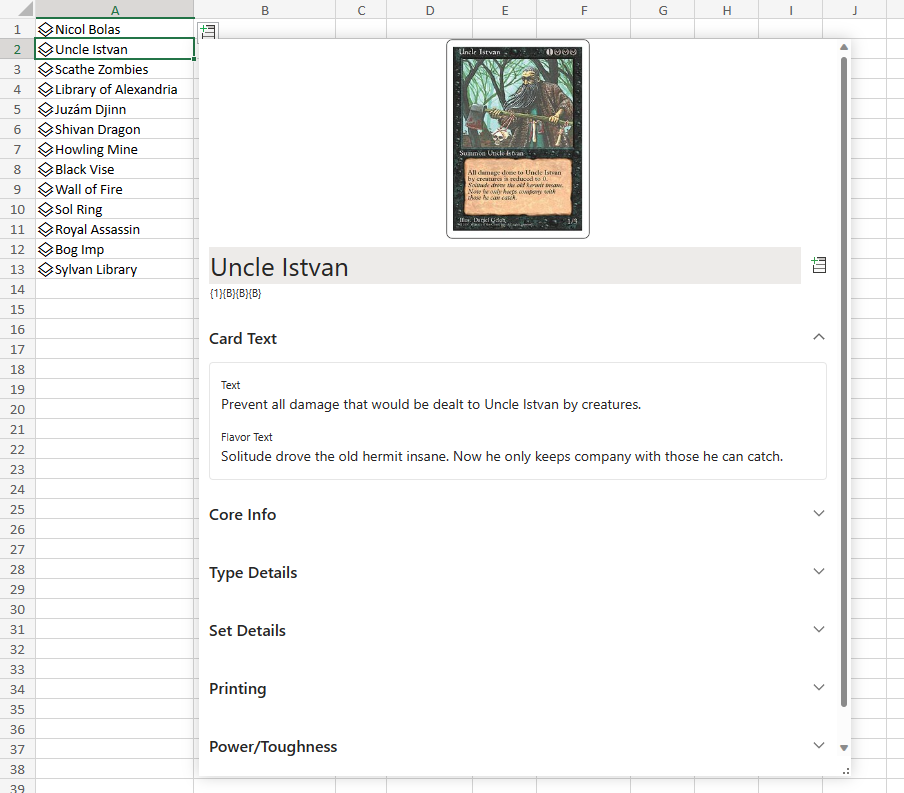 A B C D E F G H I J
1 Nicol Bolas
2 Uncle Istvan
3 Scathe Zombies
4 Library of Alexandria
5 Juzám Djinn
6 Shivan Dragon
7 Howling Mine
8 Black Vise
9 Wall of Fire
10 Sol Ring
11 Royal Assassin
12 Bog Imp
13 Sylvan Library
14
15
16
17
18
19
20
21
22
23
24
25
26
27
28
29
30
31
32
33
34
35
36
37
38
39
Uncle Istvan
Summon Uncle Istvan
All damage done to Uncle Istvan
by creatures is reduced to 0.
Solitude drove the old hermit insane.
Now he only keeps company with
those he can catch.
Illus. Daniel Gelon
1/3
Uncle Istvan
{1}{B}{B}{B}
Card Text
Text
Prevent all damage that would be dealt to Uncle Istvan by creatures.
Flavor Text
Solitude drove the old hermit insane. Now he only keeps company with those he can catch.
Core Info
Type Details
Set Details
Printing
Power/Toughness